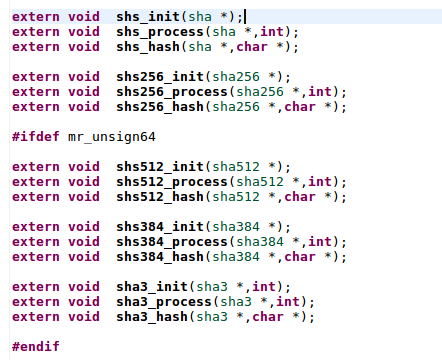 extern void  shs_init(sha *);
extern void  shs_process(sha *,int);
extern void  shs_hash(sha *,char *);

extern void  shs256_init(sha256 *);
extern void  shs256_process(sha256 *,int);
extern void  shs256_hash(sha256 *,char *);

#ifdef mr_unsign64

extern void  shs512_init(sha512 *);
extern void  shs512_process(sha512 *,int);
extern void  shs512_hash(sha512 *,char *);

extern void  shs384_init(sha384 *);
extern void  shs384_process(sha384 *,int);
extern void  shs384_hash(sha384 *,char *);

extern void  sha3_init(sha3 *,int);
extern void  sha3_process(sha3 *,int);
extern void  sha3_hash(sha3 *,char *);

#endif